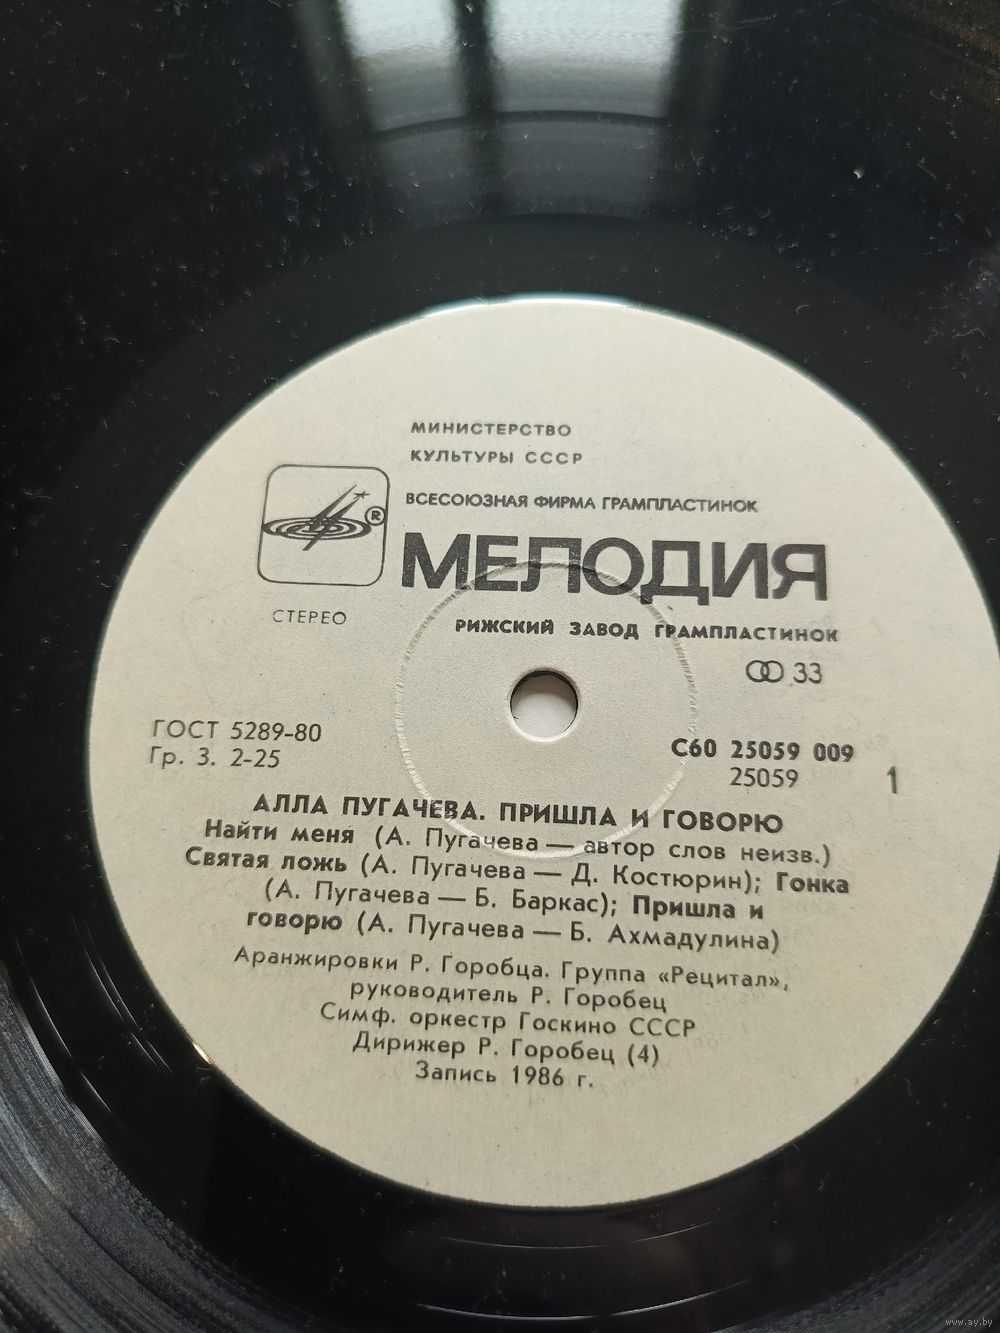 МИНИСТЕРСТВО
КУЛЬТУРЫ СССР
ВСЕСОЮЗНАЯ ФИРМА ГРАМПЛАСТИНОК
®
МЕЛОДИЯ
СТЕРЕО
РИЖСКИЙ ЗАВОД ГРАМПЛАСТИНОК
33
ГОСТ 5289-80
Гр. 3. 2-25
С60 25059 009
25059
1
АЛЛА ПУГАЧЕВА. ПРИШЛА И ГОВОРЮ
Найти меня (А. Пугачева — автор слов неизв.)
Святая ложь (А. Пугачева — Д. Костюрин); Гонка
(А. Пугачева — Б. Баркас); Пришла и
говорю (А. Пугачева — Б. Ахмадулина)
Аранжировки Р. Горобца. Группа «Рецитал»,
руководитель Р. Горобец
Симф. оркестр Госкино СССР
Дирижер Р. Горобец (4)
Запись 1986 г.
www.ay.by